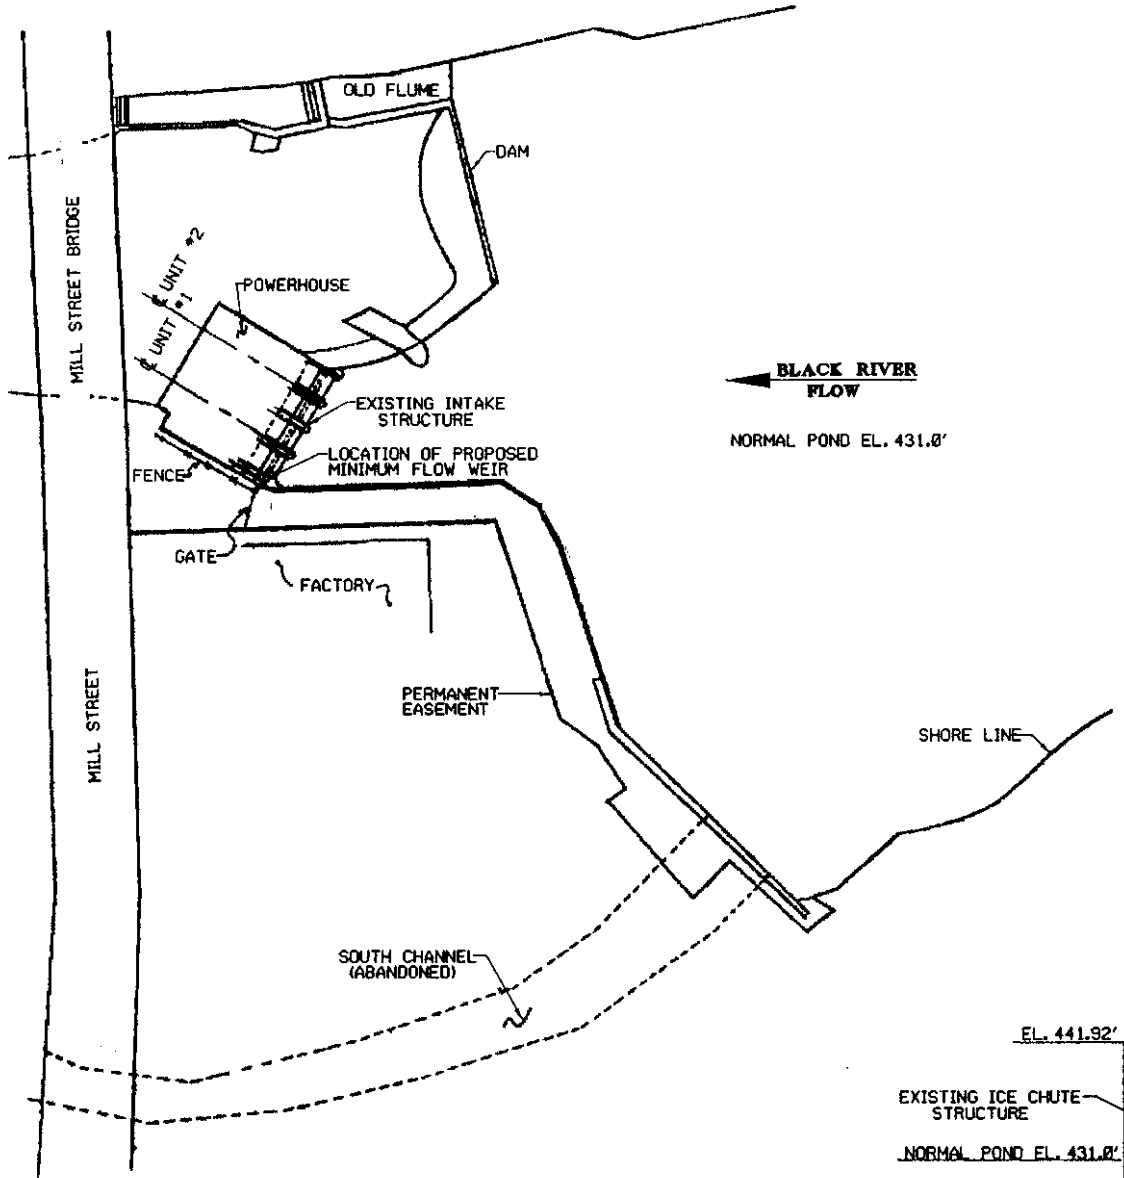 OLD FLUME
DAM
MILL STREET BRIDGE
℄ UNIT #2
℄ UNIT #1
POWERHOUSE
BLACK RIVER
FLOW
NORMAL POND EL. 431.0'
EXISTING INTAKE
STRUCTURE
LOCATION OF PROPOSED
MINIMUM FLOW WEIR
FENCE
GATE
FACTORY
MILL STREET
PERMANENT
EASEMENT
SHORE LINE
SOUTH CHANNEL
(ABANDONED)
EL. 441.92'
EXISTING ICE CHUTE
STRUCTURE
NORMAL POND EL. 431.0'